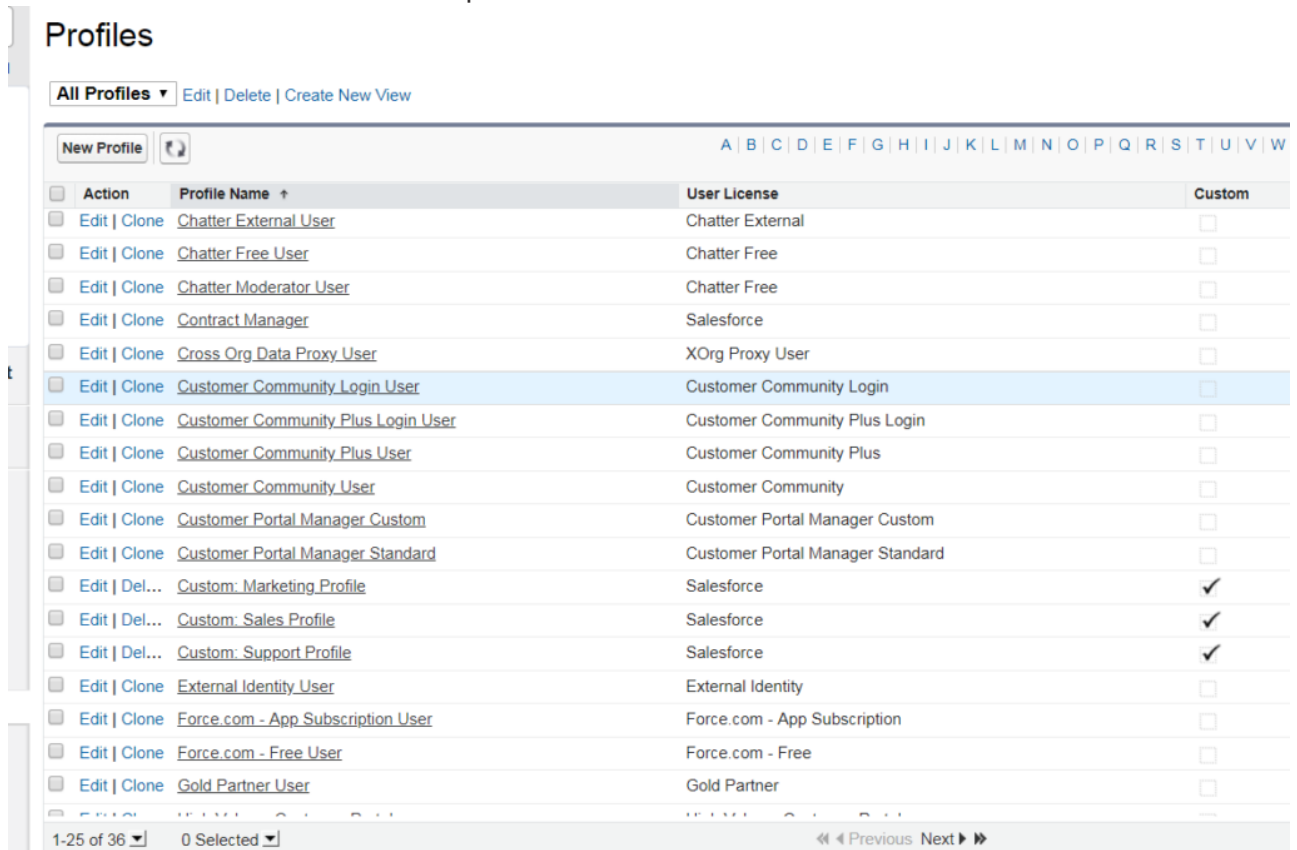 Profiles
All Profiles ▼ Edit | Delete | Create New View
New Profile A | B | C | D | E | F | G | H | I | J | K | L | M | N | O | P | Q | R | S | T | U | V | W
Action Profile Name ↑ User License Custom
Edit | Clone Chatter External User Chatter External
Edit | Clone Chatter Free User Chatter Free
Edit | Clone Chatter Moderator User Chatter Free
Edit | Clone Contract Manager Salesforce
Edit | Clone Cross Org Data Proxy User XOrg Proxy User
Edit | Clone Customer Community Login User Customer Community Login
Edit | Clone Customer Community Plus Login User Customer Community Plus Login
Edit | Clone Customer Community Plus User Customer Community Plus
Edit | Clone Customer Community User Customer Community
Edit | Clone Customer Portal Manager Custom Customer Portal Manager Custom
Edit | Clone Customer Portal Manager Standard Customer Portal Manager Standard
Edit | Del... Custom: Marketing Profile Salesforce ✓
Edit | Del... Custom: Sales Profile Salesforce ✓
Edit | Del... Custom: Support Profile Salesforce ✓
Edit | Clone External Identity User External Identity
Edit | Clone Force.com - App Subscription User Force.com - App Subscription
Edit | Clone Force.com - Free User Force.com - Free
Edit | Clone Gold Partner User Gold Partner
1-25 of 36 0 Selected Previous Next